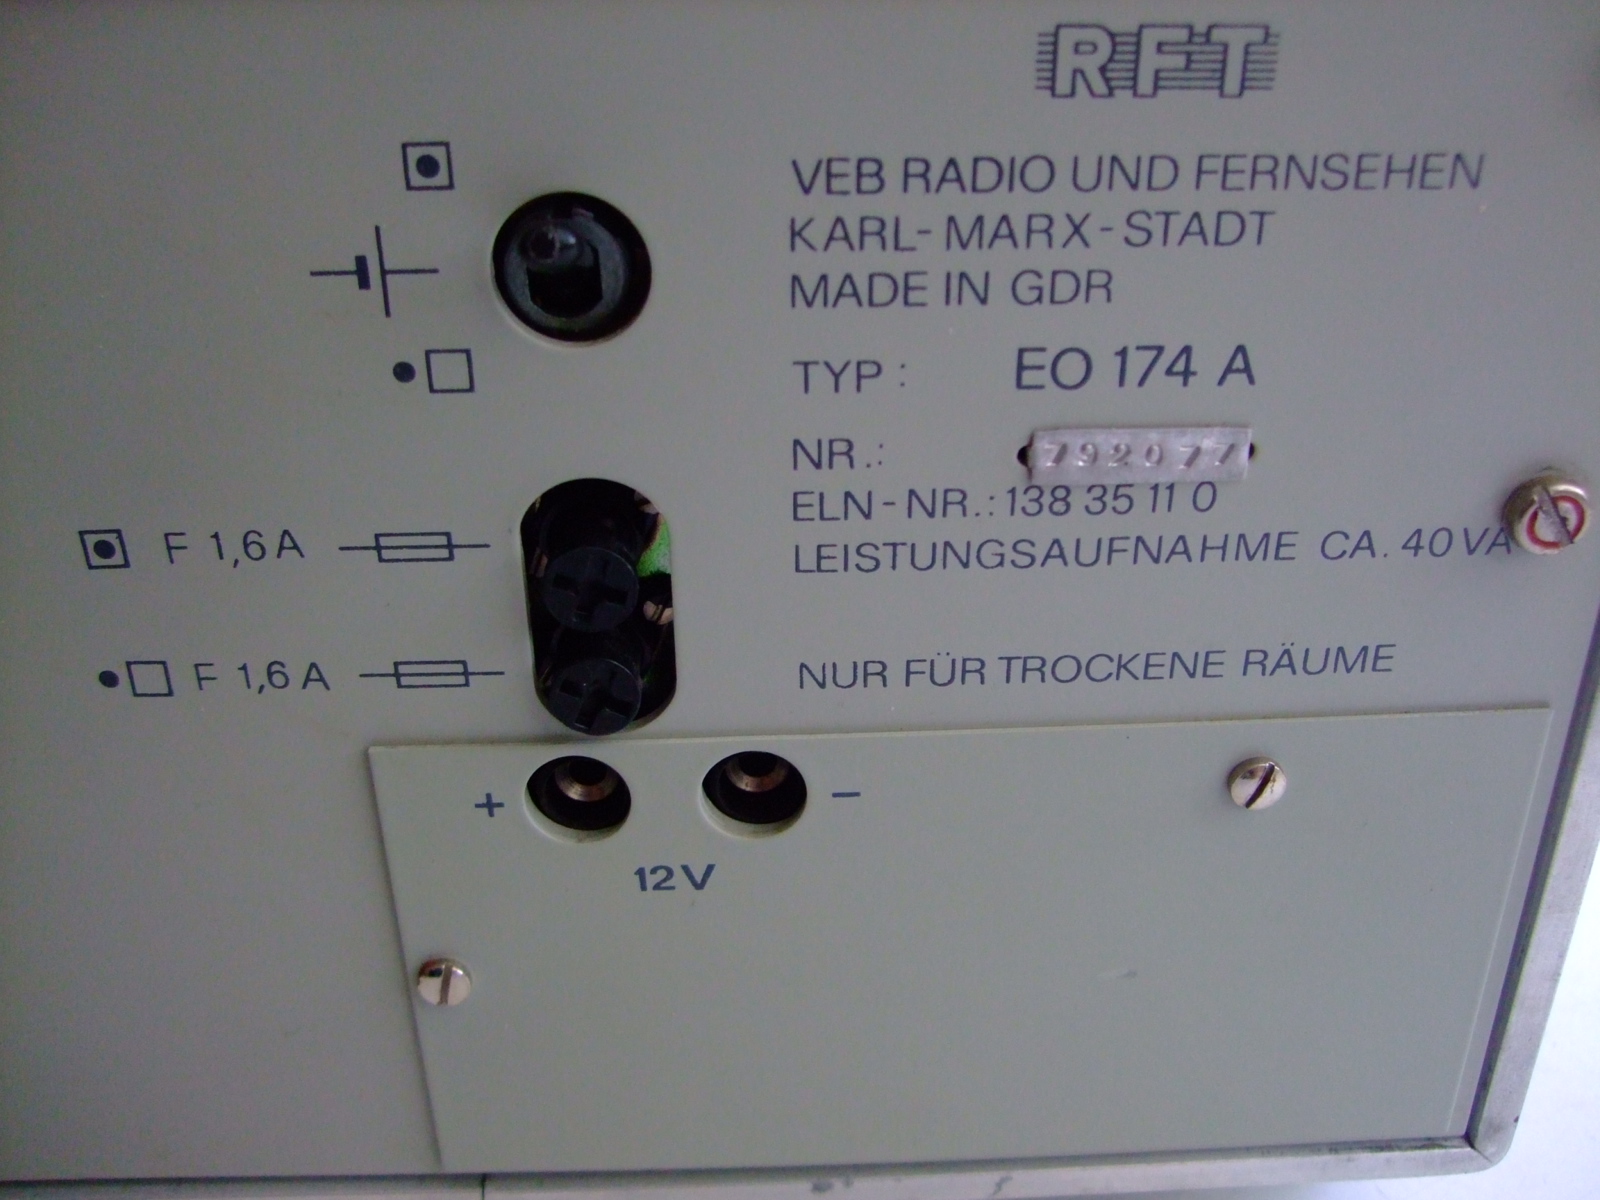 RFT
VEB RADIO UND FERNSEHEN
KARL-MARX-STADT
MADE IN GDR
TYP: EO 174 A
NR.: 792077
ELN-NR.: 138 35 11 0
LEISTUNGSAUFNAHME CA. 40 VA
F 1,6 A
F 1,6 A
NUR FÜR TROCKENE RÄUME
+ −
12V